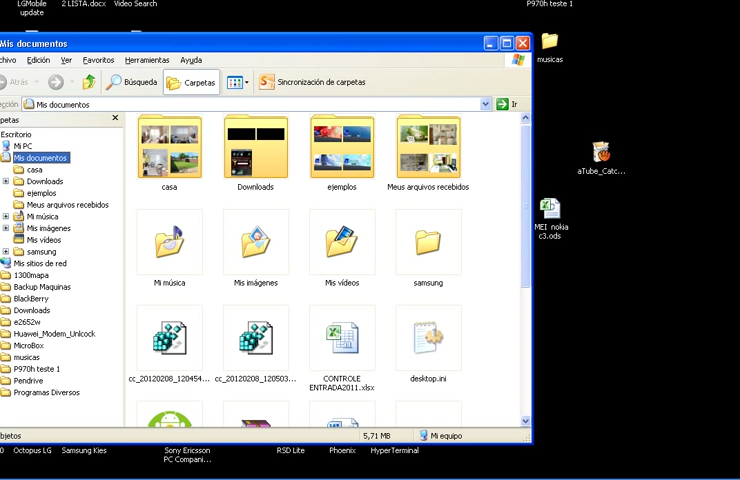 LGMobile
update
2 LISTA.docx
Video Search
P970h teste 1
Mis documentos
chivo Edición Ver Favoritos Herramientas Ayuda
Atrás Búsqueda Carpetas Sincronización de carpetas
ección Mis documentos Ir
petas
Escritorio
Mi PC
Mis documentos
casa
Downloads
ejemplos
Meus arquivos recebidos
Mi música
Mis imágenes
Mis vídeos
samsung
Mis sitios de red
1300mapa
Backup Maquinas
BlackBerry
Downloads
e2652w
Huawei_Modem_Unlcock
MicroBox
musicas
P970h teste 1
Pendrive
Programas Diversos
casa
Downloads
ejemplos
Meus arquivos recebidos
Mi música
Mis imágenes
Mis vídeos
samsung
cc_20120208_120454...
cc_20120208_120503...
CONTROLE
ENTRADA2011.xlsx
desktop.ini
bjetos
5,71 MB
Mi equipo
musicas
aTube_Catc...
MEI nokia
c3.ods
0
Octopus LG
Samsung Kies
Sony Ericsson
PC Compani...
RSD Lite
Phoenix
HyperTerminal